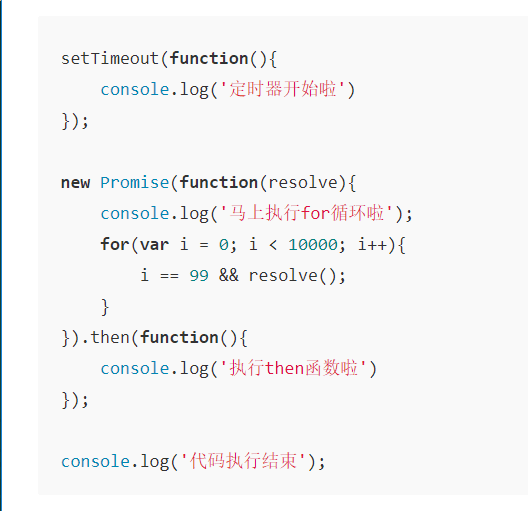 setTimeout(function(){
    console.log('定时器开始啦')
});

new Promise(function(resolve){
    console.log('马上执行for循环啦');
    for(var i = 0; i < 10000; i++){
        i == 99 && resolve();
    }
}).then(function(){
    console.log('执行then函数啦')
});

console.log('代码执行结束');